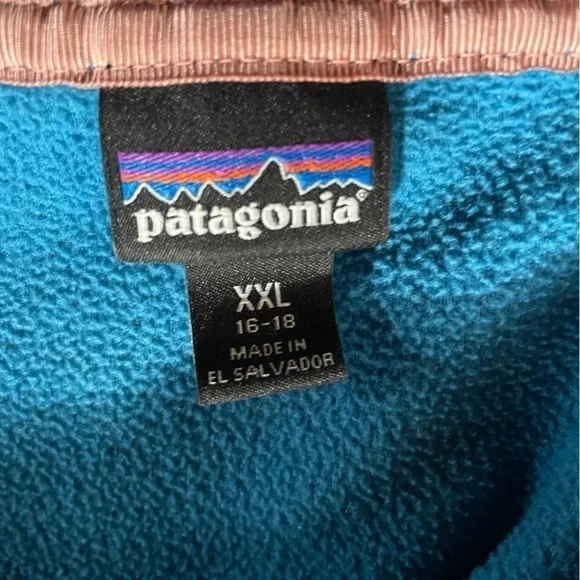 patagonia®
XXL
16-18
MADE IN
EL SALVADOR